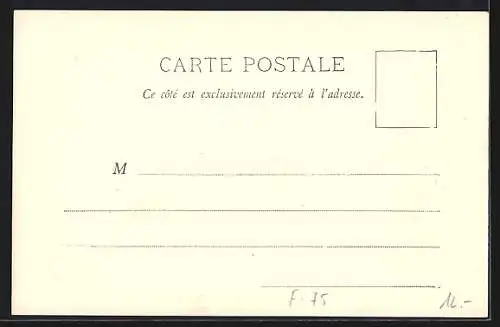 CARTE POSTALE
Ce côté est exclusivement réservé à l'adresse.
M
F-75
14.-